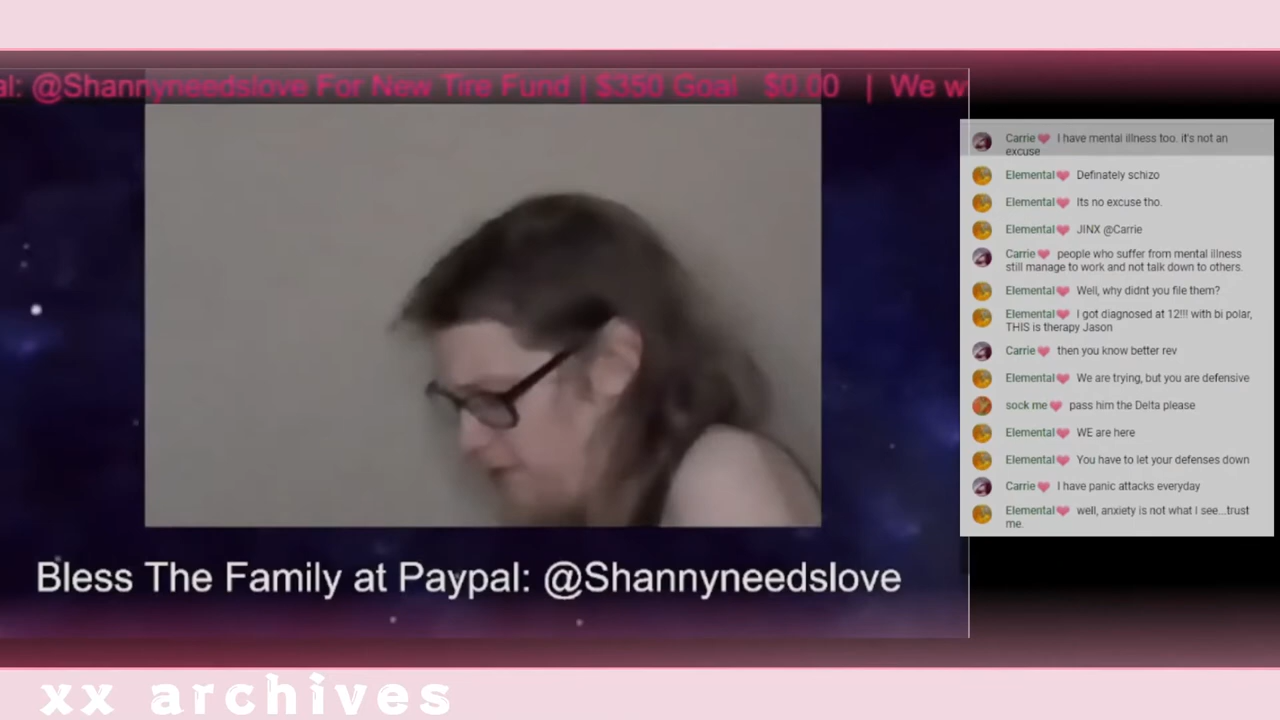 al: @Shannyneedslove For New Tire Fund | $350 Goal $0.00 | We w
Carrie I have mental illness too. it's not an
excuse
Elemental Definately schizo
Elemental Its no excuse tho.
Elemental JINX @Carrie
Carrie people who suffer from mental illness
still manage to work and not talk down to others.
Elemental Well, why didnt you file them?
Elemental I got diagnosed at 12!!! with bi polar,
THIS is therapy Jason
Carrie then you know better rev
Elemental We are trying, but you are defensive
sock me pass him the Delta please
Elemental WE are here
Elemental You have to let your defenses down
Carrie I have panic attacks everyday
Elemental well, anxiety is not what I see...trust
me.
Bless The Family at Paypal: @Shannyneedslove
xx archives